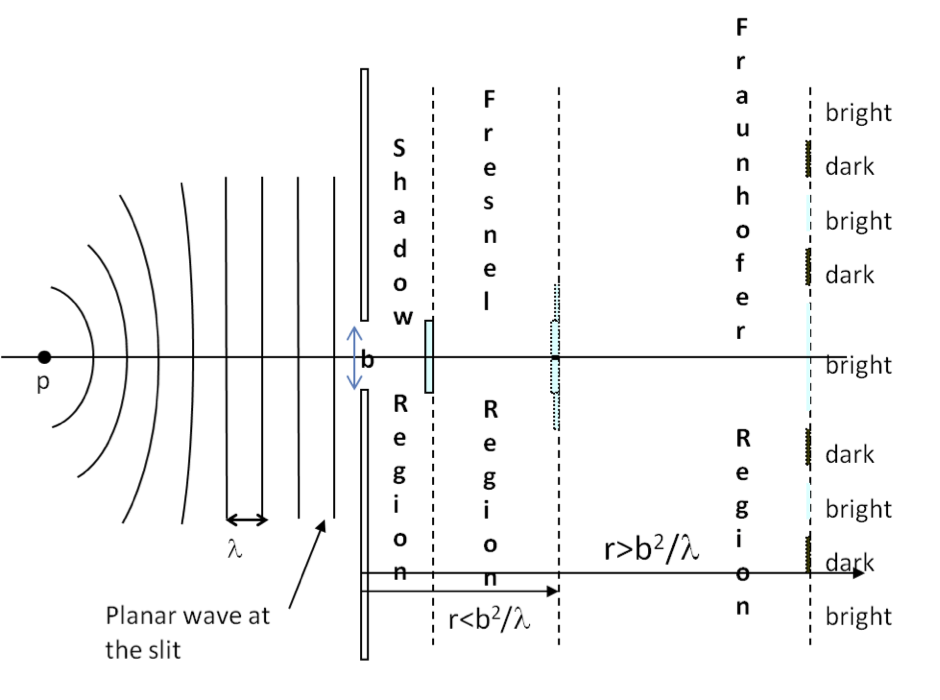 Shadow Region
Fresnel Region
Fraunhofer Region
bright
dark
bright
dark
bright
dark
bright
dark
bright
p
b
λ
r>b²/λ
r<b²/λ
Planar wave at
the slit